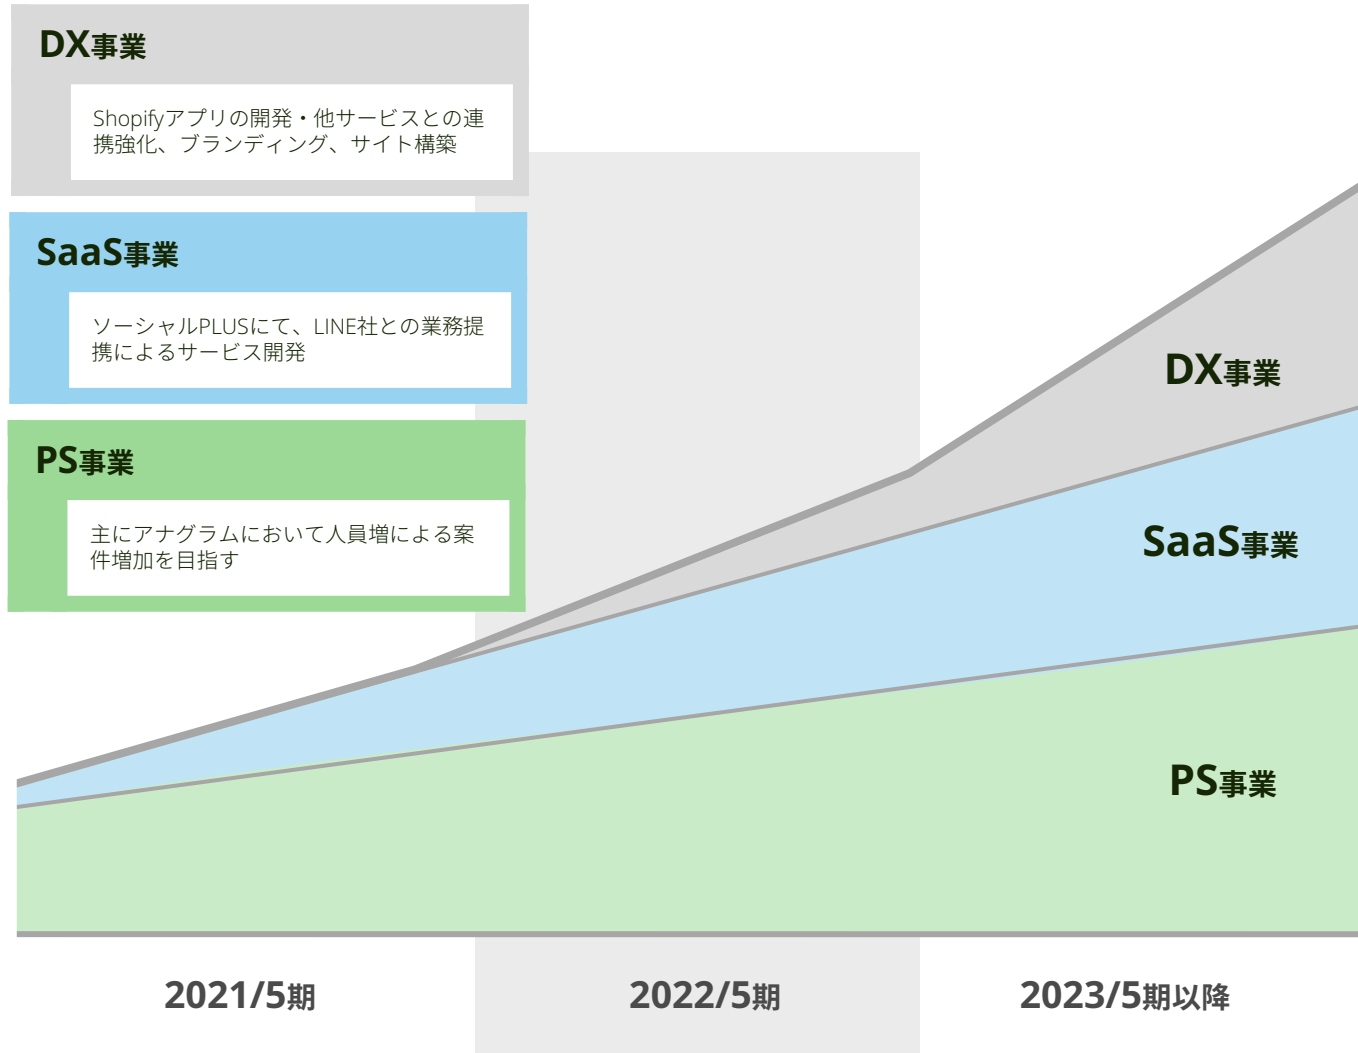 DX事業
Shopifyアプリの開発・他サービスとの連
携強化、ブランディング、サイト構築
SaaS事業
ソーシャルPLUSにて、LINE社との業務提
携によるサービス開発
PS事業
主にアナグラムにおいて人員増による案
件増加を目指す
DX事業
SaaS事業
PS事業
2021/5期
2022/5期
2023/5期以降